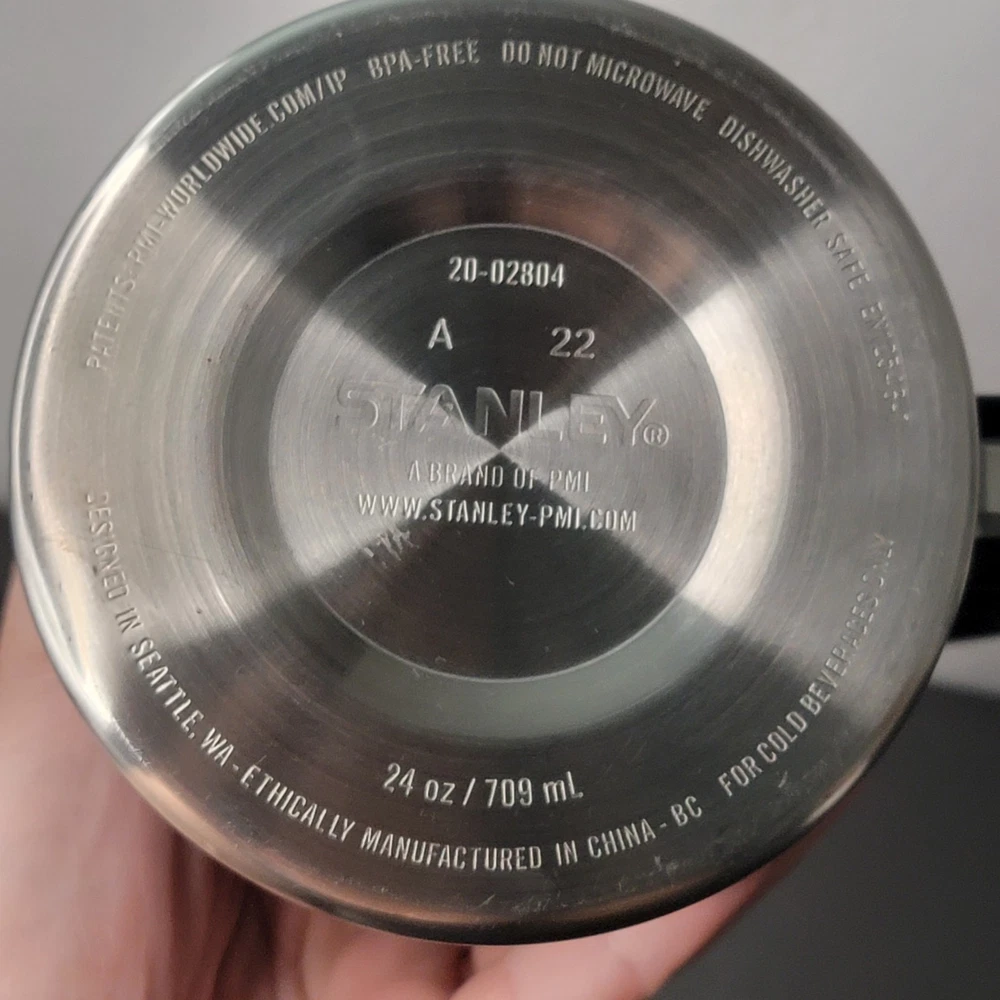 PATENTS: PMI-WORLDWIDE.COM/IP BPA-FREE DO NOT MICROWAVE DISHWASHER SAFE
20-02804
A 22
STANLEY®
A BRAND OF PMI
WWW.STANLEY-PMI.COM
24 oz / 709 mL
DESIGNED IN SEATTLE, WA - ETHICALLY MANUFACTURED IN CHINA - BC FOR COLD BEVERAGES ONLY